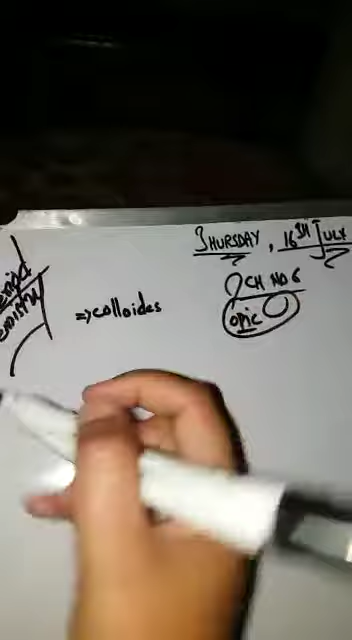 THURSDAY, 16TH JULY
CH NO 6
Topic
=> colloides